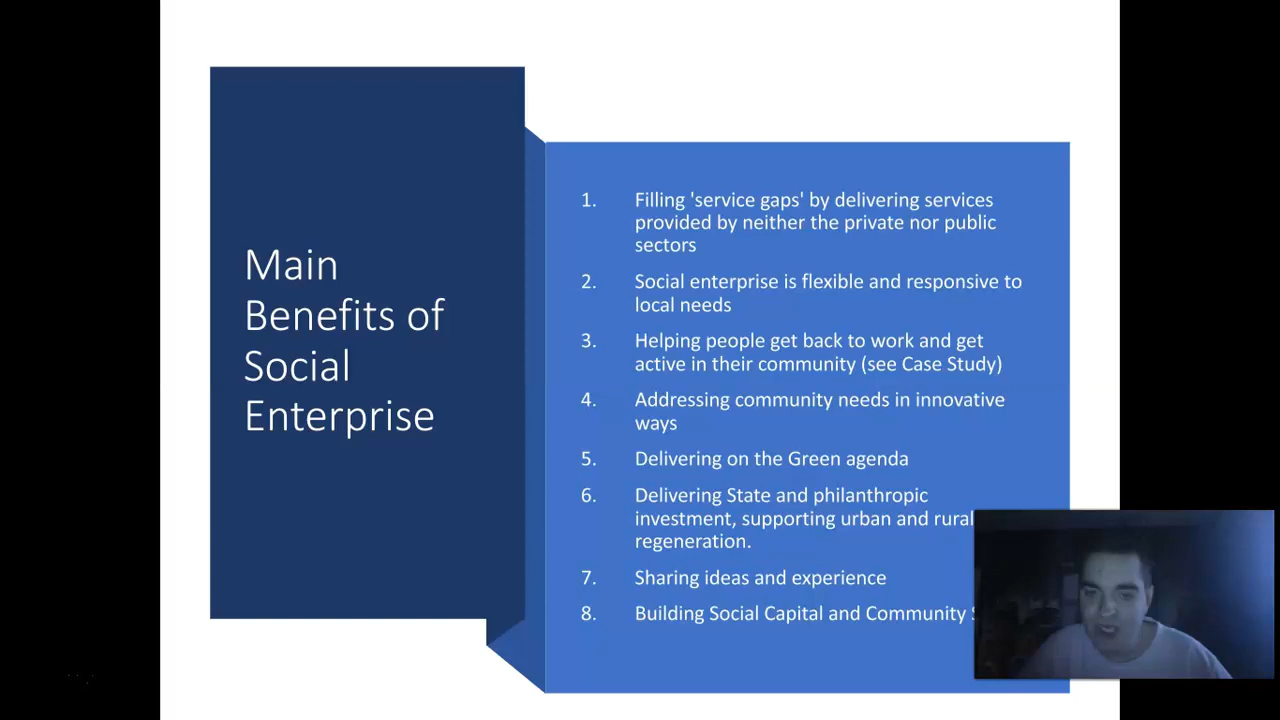 Main
Benefits of
Social
Enterprise
1. Filling 'service gaps' by delivering services
provided by neither the private nor public
sectors
2. Social enterprise is flexible and responsive to
local needs
3. Helping people get back to work and get
active in their community (see Case Study)
4. Addressing community needs in innovative
ways
5. Delivering on the Green agenda
6. Delivering State and philanthropic
investment, supporting urban and rural
regeneration.
7. Sharing ideas and experience
8. Building Social Capital and Community